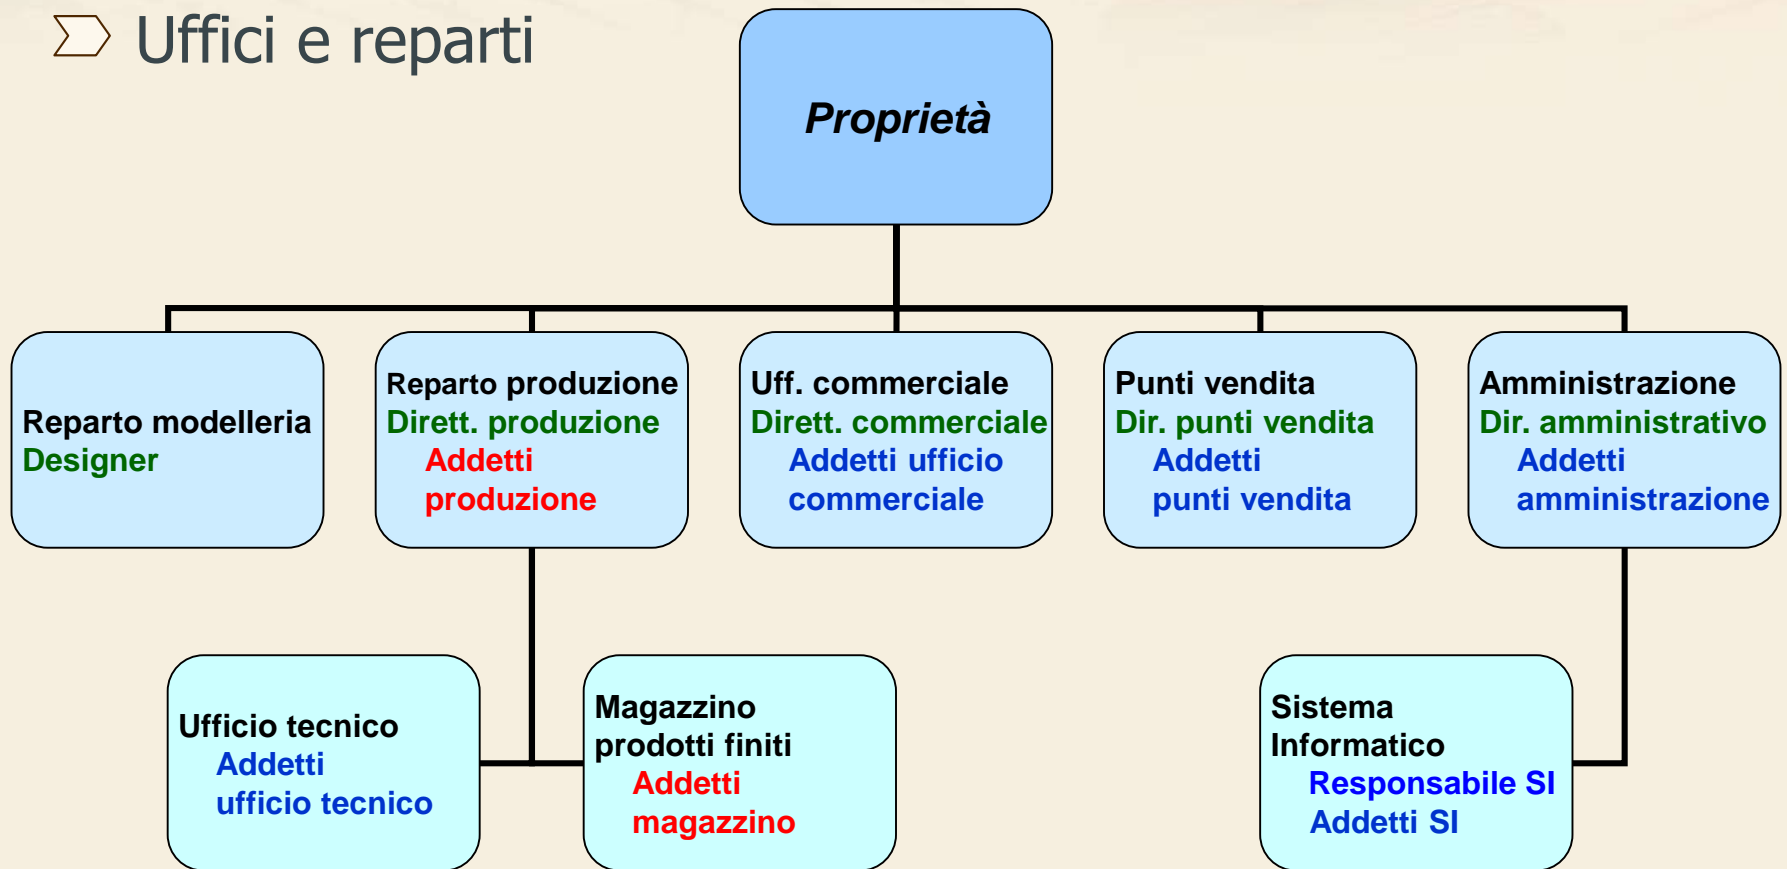 Uffici e reparti
Proprietà
Reparto modelleria
Designer
Reparto produzione
Dirett. produzione
Addetti
produzione
Uff. commerciale
Dirett. commerciale
Addetti ufficio
commerciale
Punti vendita
Dir. punti vendita
Addetti
punti vendita
Amministrazione
Dir. amministrativo
Addetti
amministrazione
Ufficio tecnico
Addetti
ufficio tecnico
Magazzino
prodotti finiti
Addetti
magazzino
Sistema
Informatico
Responsabile SI
Addetti SI